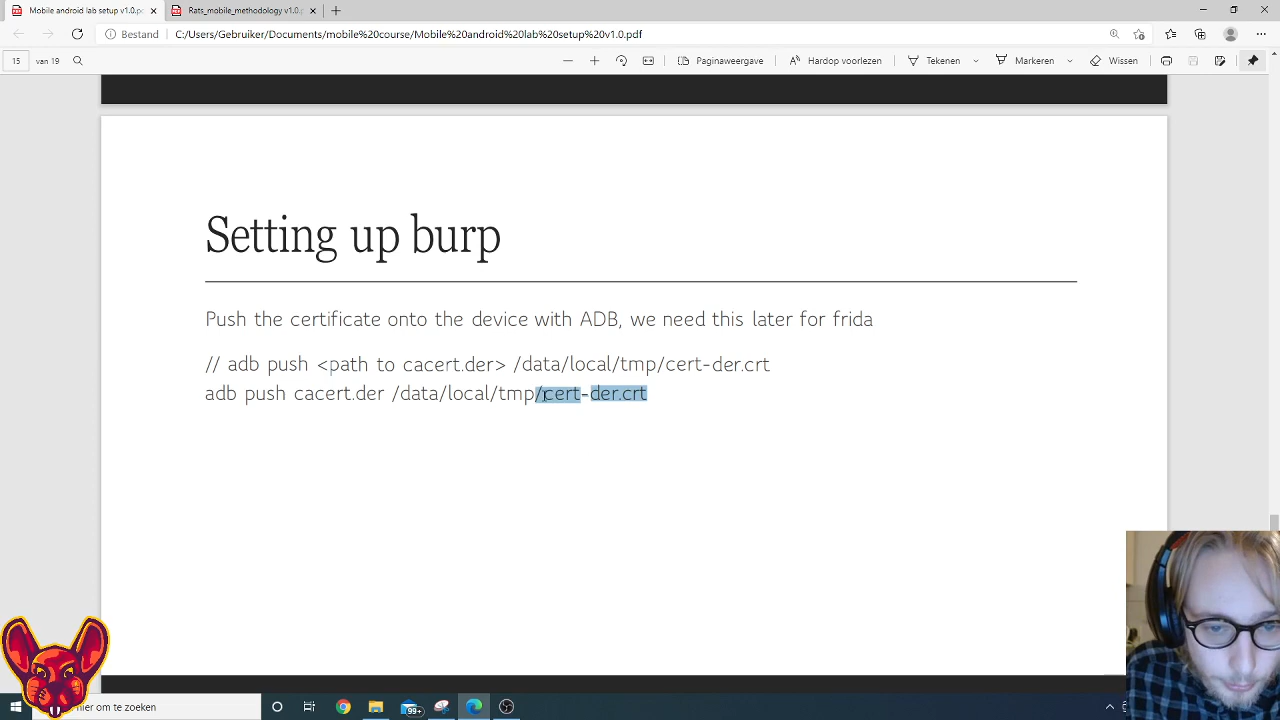 Mobile android lab setup v1.0.p
Rats_mobile_methodology v1.0.p
Bestand
C:/Users/Gebruiker/Documents/mobile%20course/Mobile%20android%20lab%20setup%20v1.0.pdf
15
van 19
Paginaweergave
Hardop voorlezen
Tekenen
Markeren
Wissen
Setting up burp
Push the certificate onto the device with ADB, we need this later for frida
// adb push <path to cacert.der> /data/local/tmp/cert-der.crt
adb push cacert.der /data/local/tmp/cert-der.crt
hier om te zoeken
99+